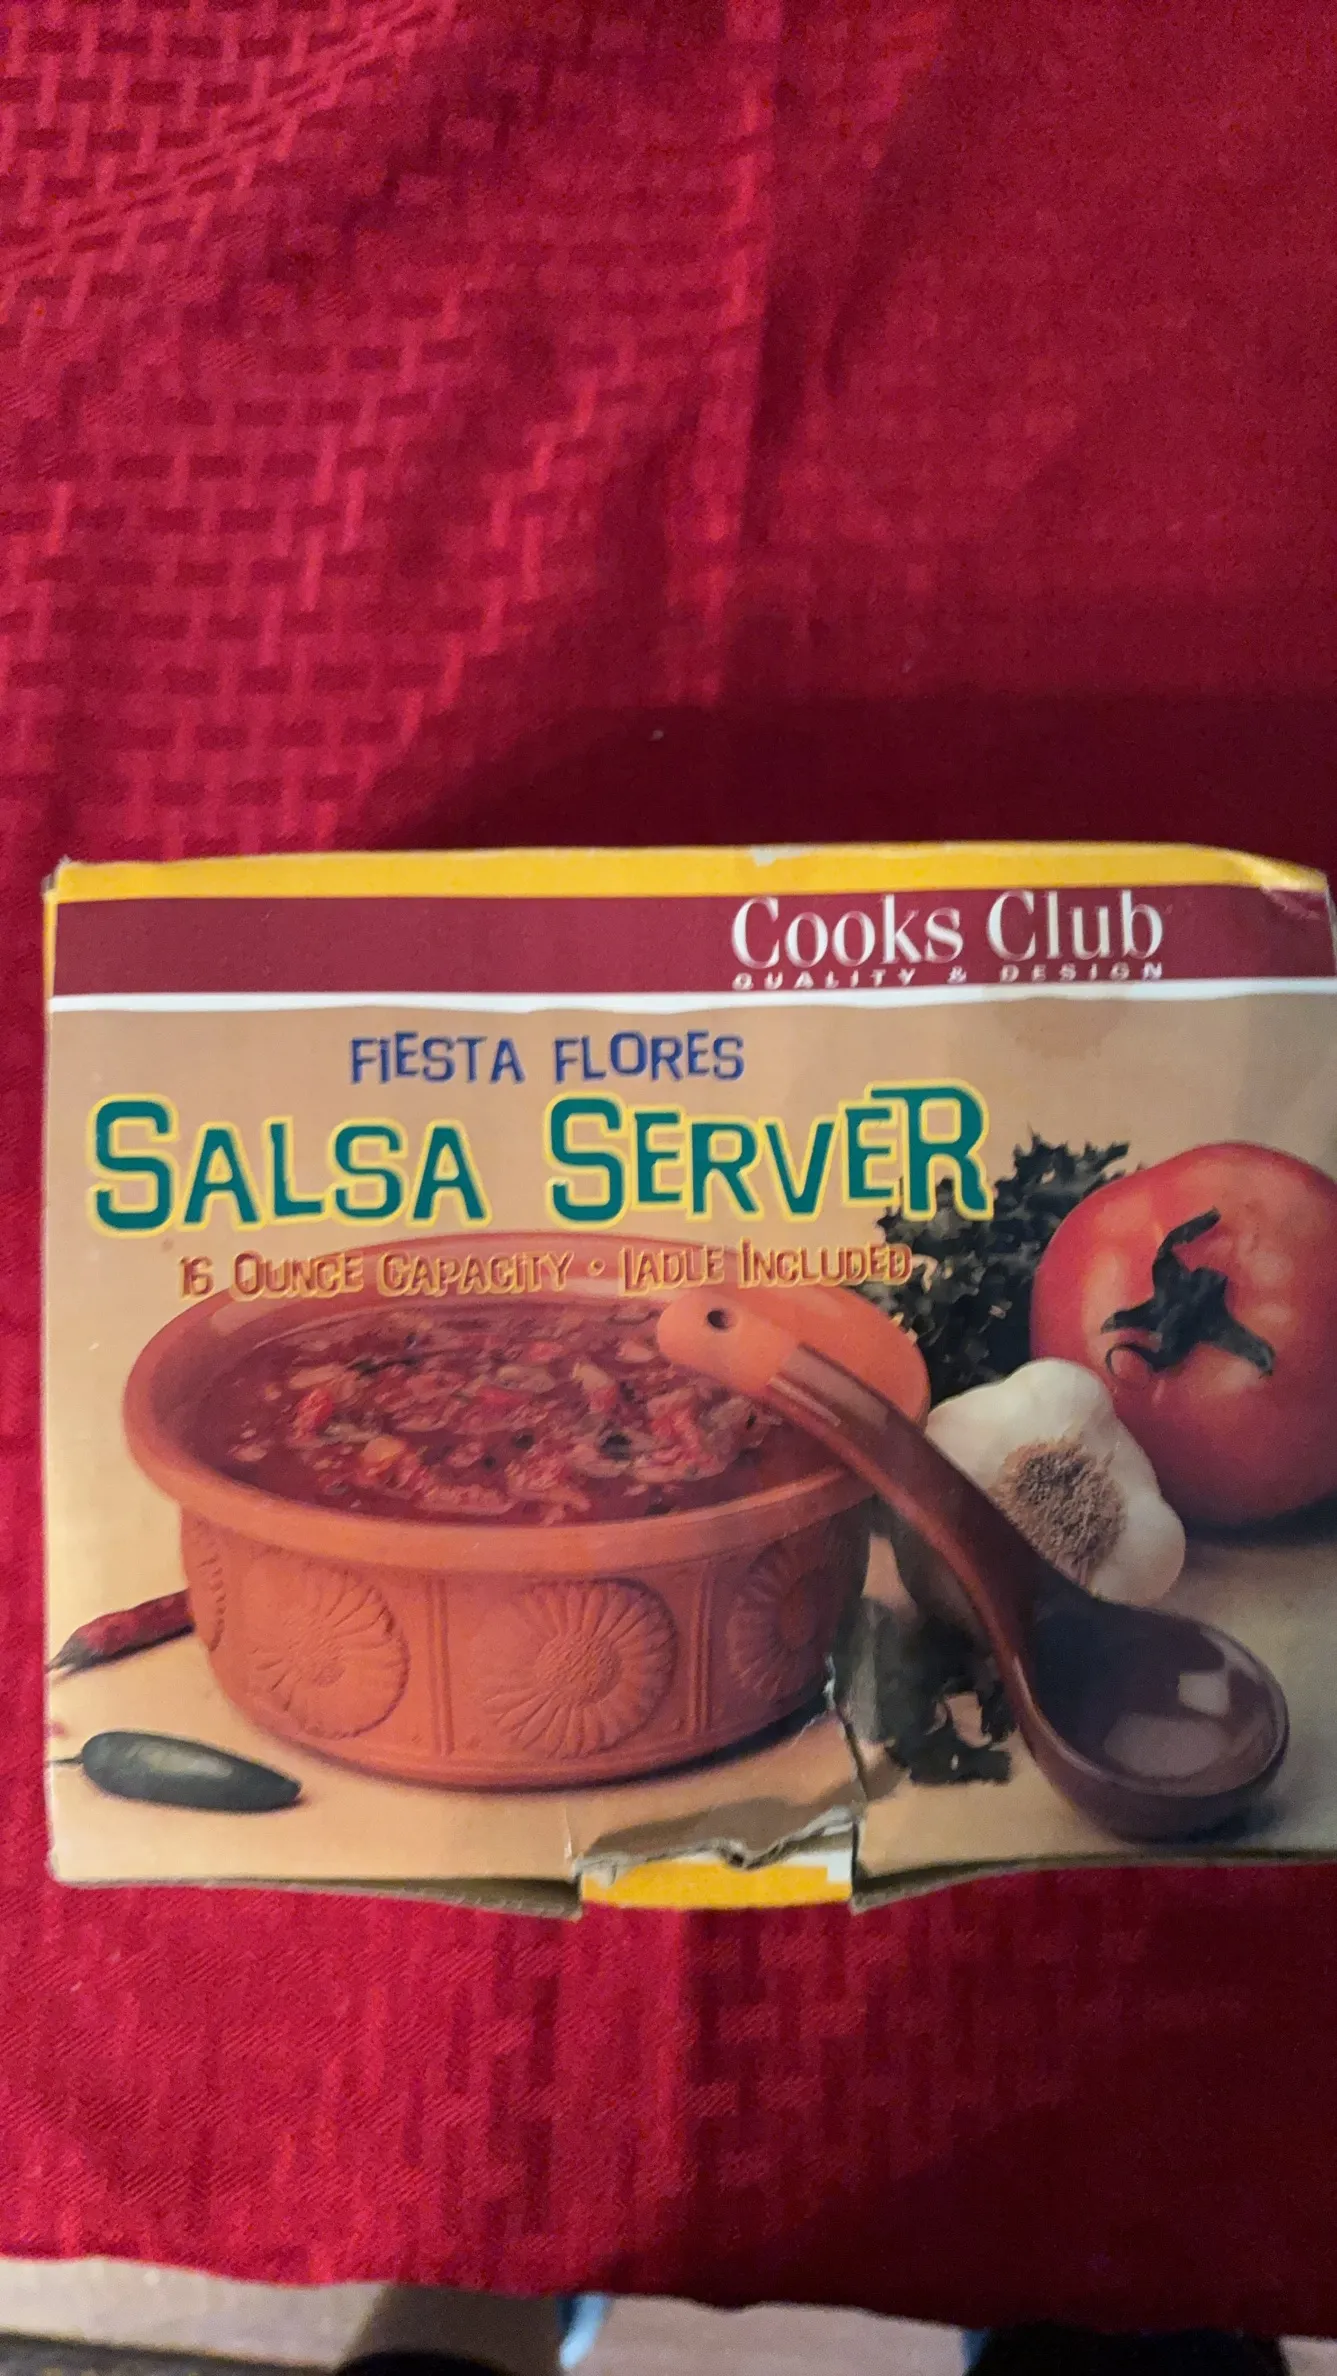 Cooks Club
QUALITY & DESIGN
FIESTA FLORES
SALSA SERVER
16 OUNCE CAPACITY • LADLE INCLUDED